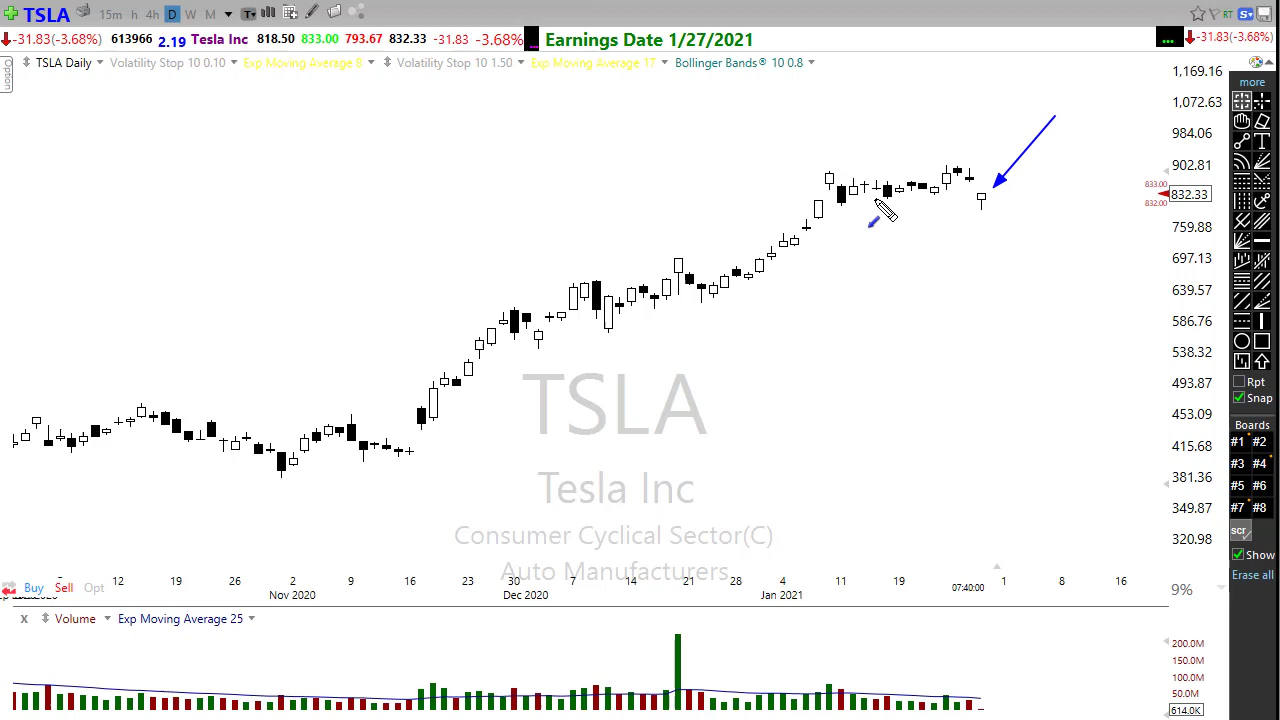 TSLA 15m h 4h D W M T
-31.83(-3.68%) 613966 2.19 Tesla Inc 818.50 833.00 793.67 832.33 -31.83 -3.68% ... Earnings Date 1/27/2021 ... -31.83(-3.68%)
RT S
Option
TSLA Daily Volatility Stop 10 0.10 Exp Moving Average 8 Volatility Stop 10 1.50 Exp Moving Average 17 Bollinger Bands® 10 0.8
1,169.16
1,072.63
984.06
902.81
833.00
832.33
832.00
759.88
697.13
639.57
586.76
538.32
493.87
453.09
415.68
381.36
349.87
320.98
more
T
Rpt
Snap
Boards
#1 #2
#3 #4
#5 #6
#7 #8
scr
Show
Erase all
TSLA
Tesla Inc
Consumer Cyclical Sector(C)
Auto Manufacturers
12 19 26 2 9 16 23 30 7 14 21 28 4 11 19 1 8 16
Buy Sell Opt
Nov 2020 Dec 2020 Jan 2021 07:40:00
9%
X Volume Exp Moving Average 25
200.0M
150.0M
100.0M
50.0M
614.0K